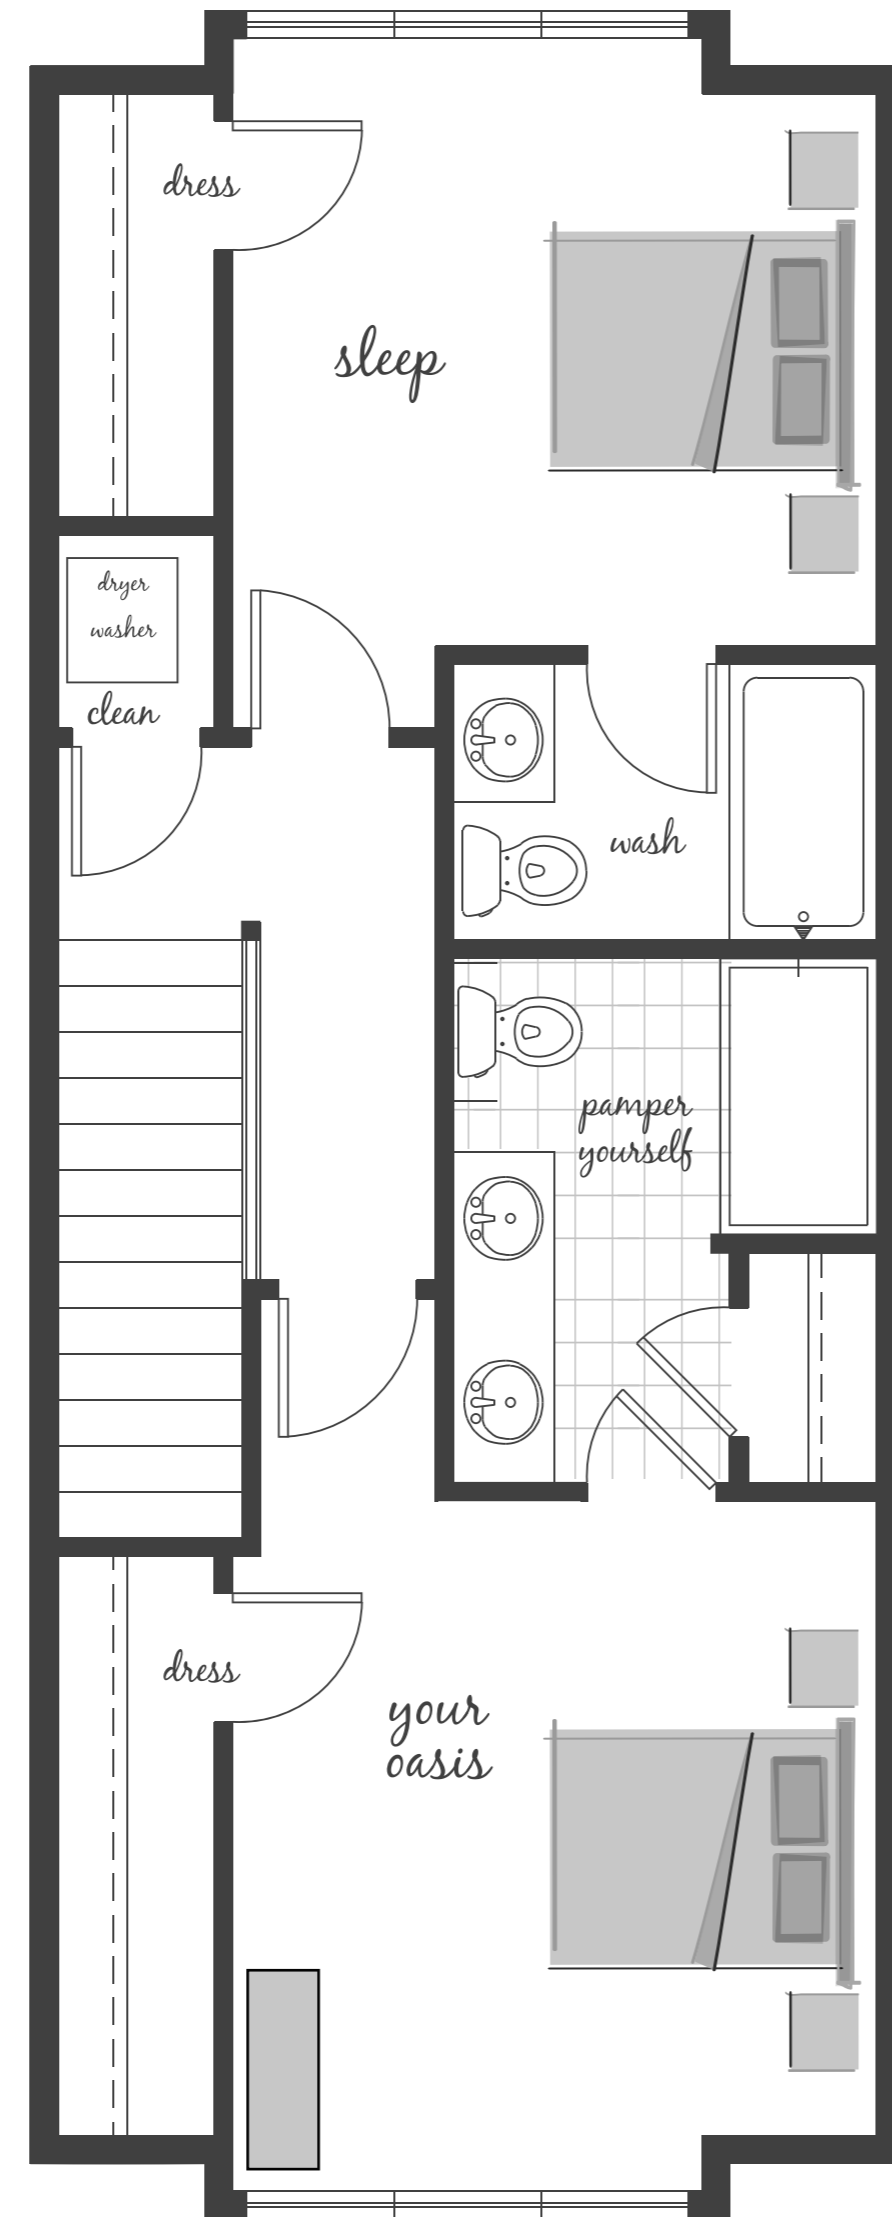 dress
sleep
dryer
washer
clean
wash
pamper
yourself
dress
your
oasis